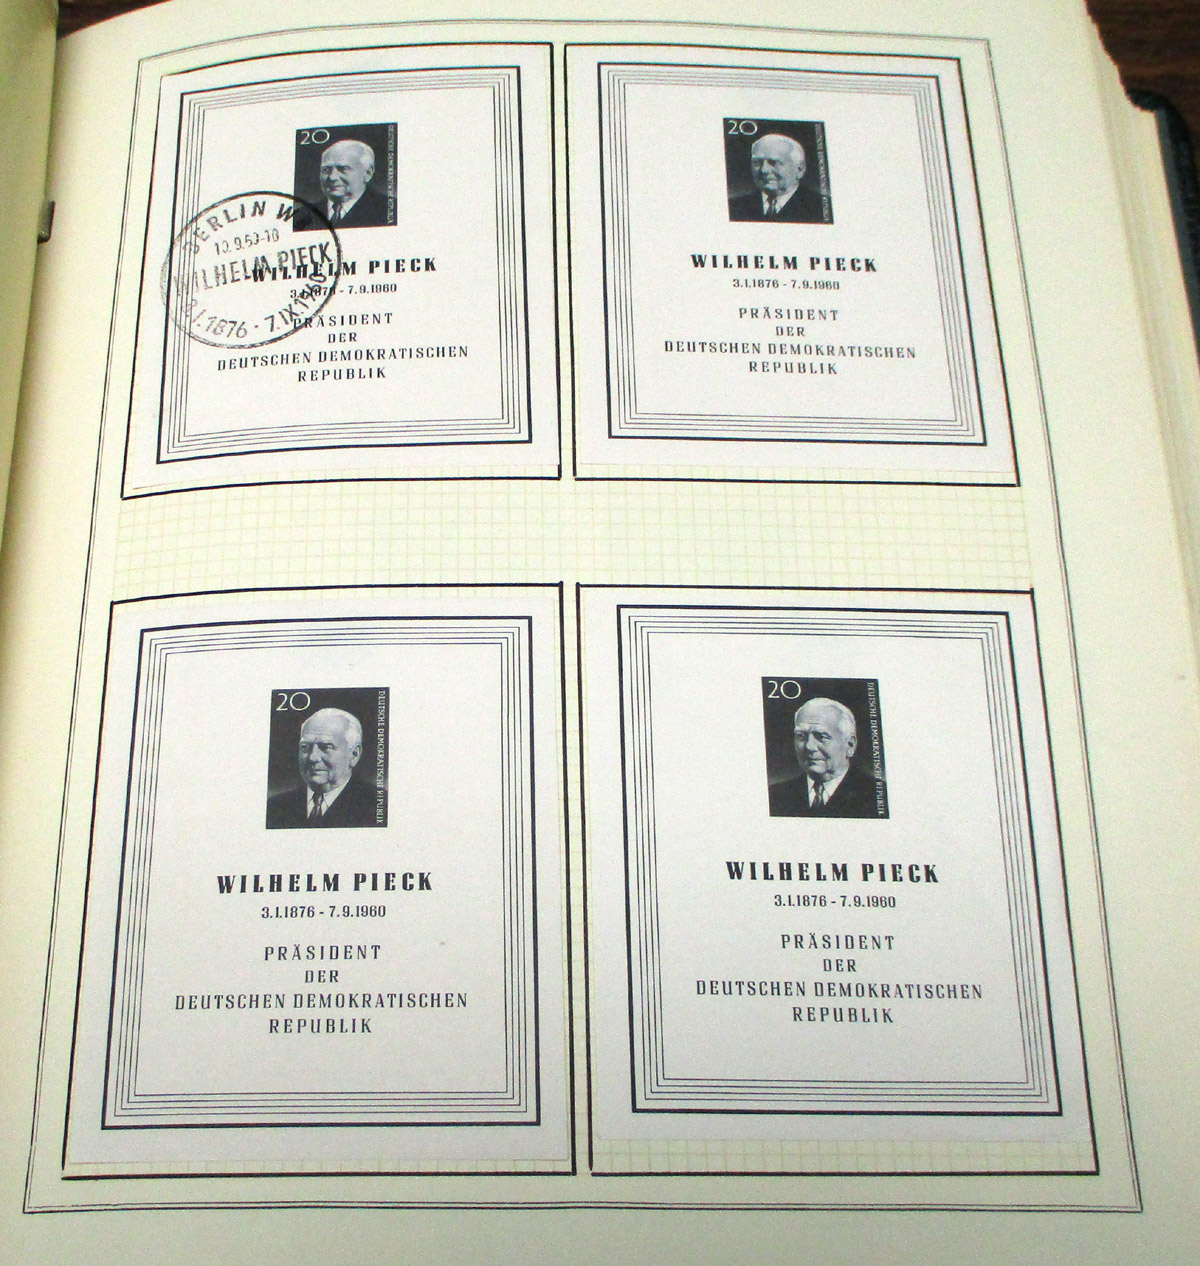 20
DEUTSCHE DEMOKRATISCHE REPUBLIK
BERLIN W
WILHELM PIECK
3.I.1876 - 7.IX.1960
WILHELM PIECK
3.1.1876 - 7.9.1960
PRÄSIDENT
DER
DEUTSCHEN DEMOKRATISCHEN
REPUBLIK
20
DEUTSCHE DEMOKRATISCHE REPUBLIK
WILHELM PIECK
3.1.1876 - 7.9.1960
PRÄSIDENT
DER
DEUTSCHEN DEMOKRATISCHEN
REPUBLIK
20
DEUTSCHE DEMOKRATISCHE REPUBLIK
WILHELM PIECK
3.1.1876 - 7.9.1960
PRÄSIDENT
DER
DEUTSCHEN DEMOKRATISCHEN
REPUBLIK
20
DEUTSCHE DEMOKRATISCHE REPUBLIK
WILHELM PIECK
3.1.1876 - 7.9.1960
PRÄSIDENT
DER
DEUTSCHEN DEMOKRATISCHEN
REPUBLIK